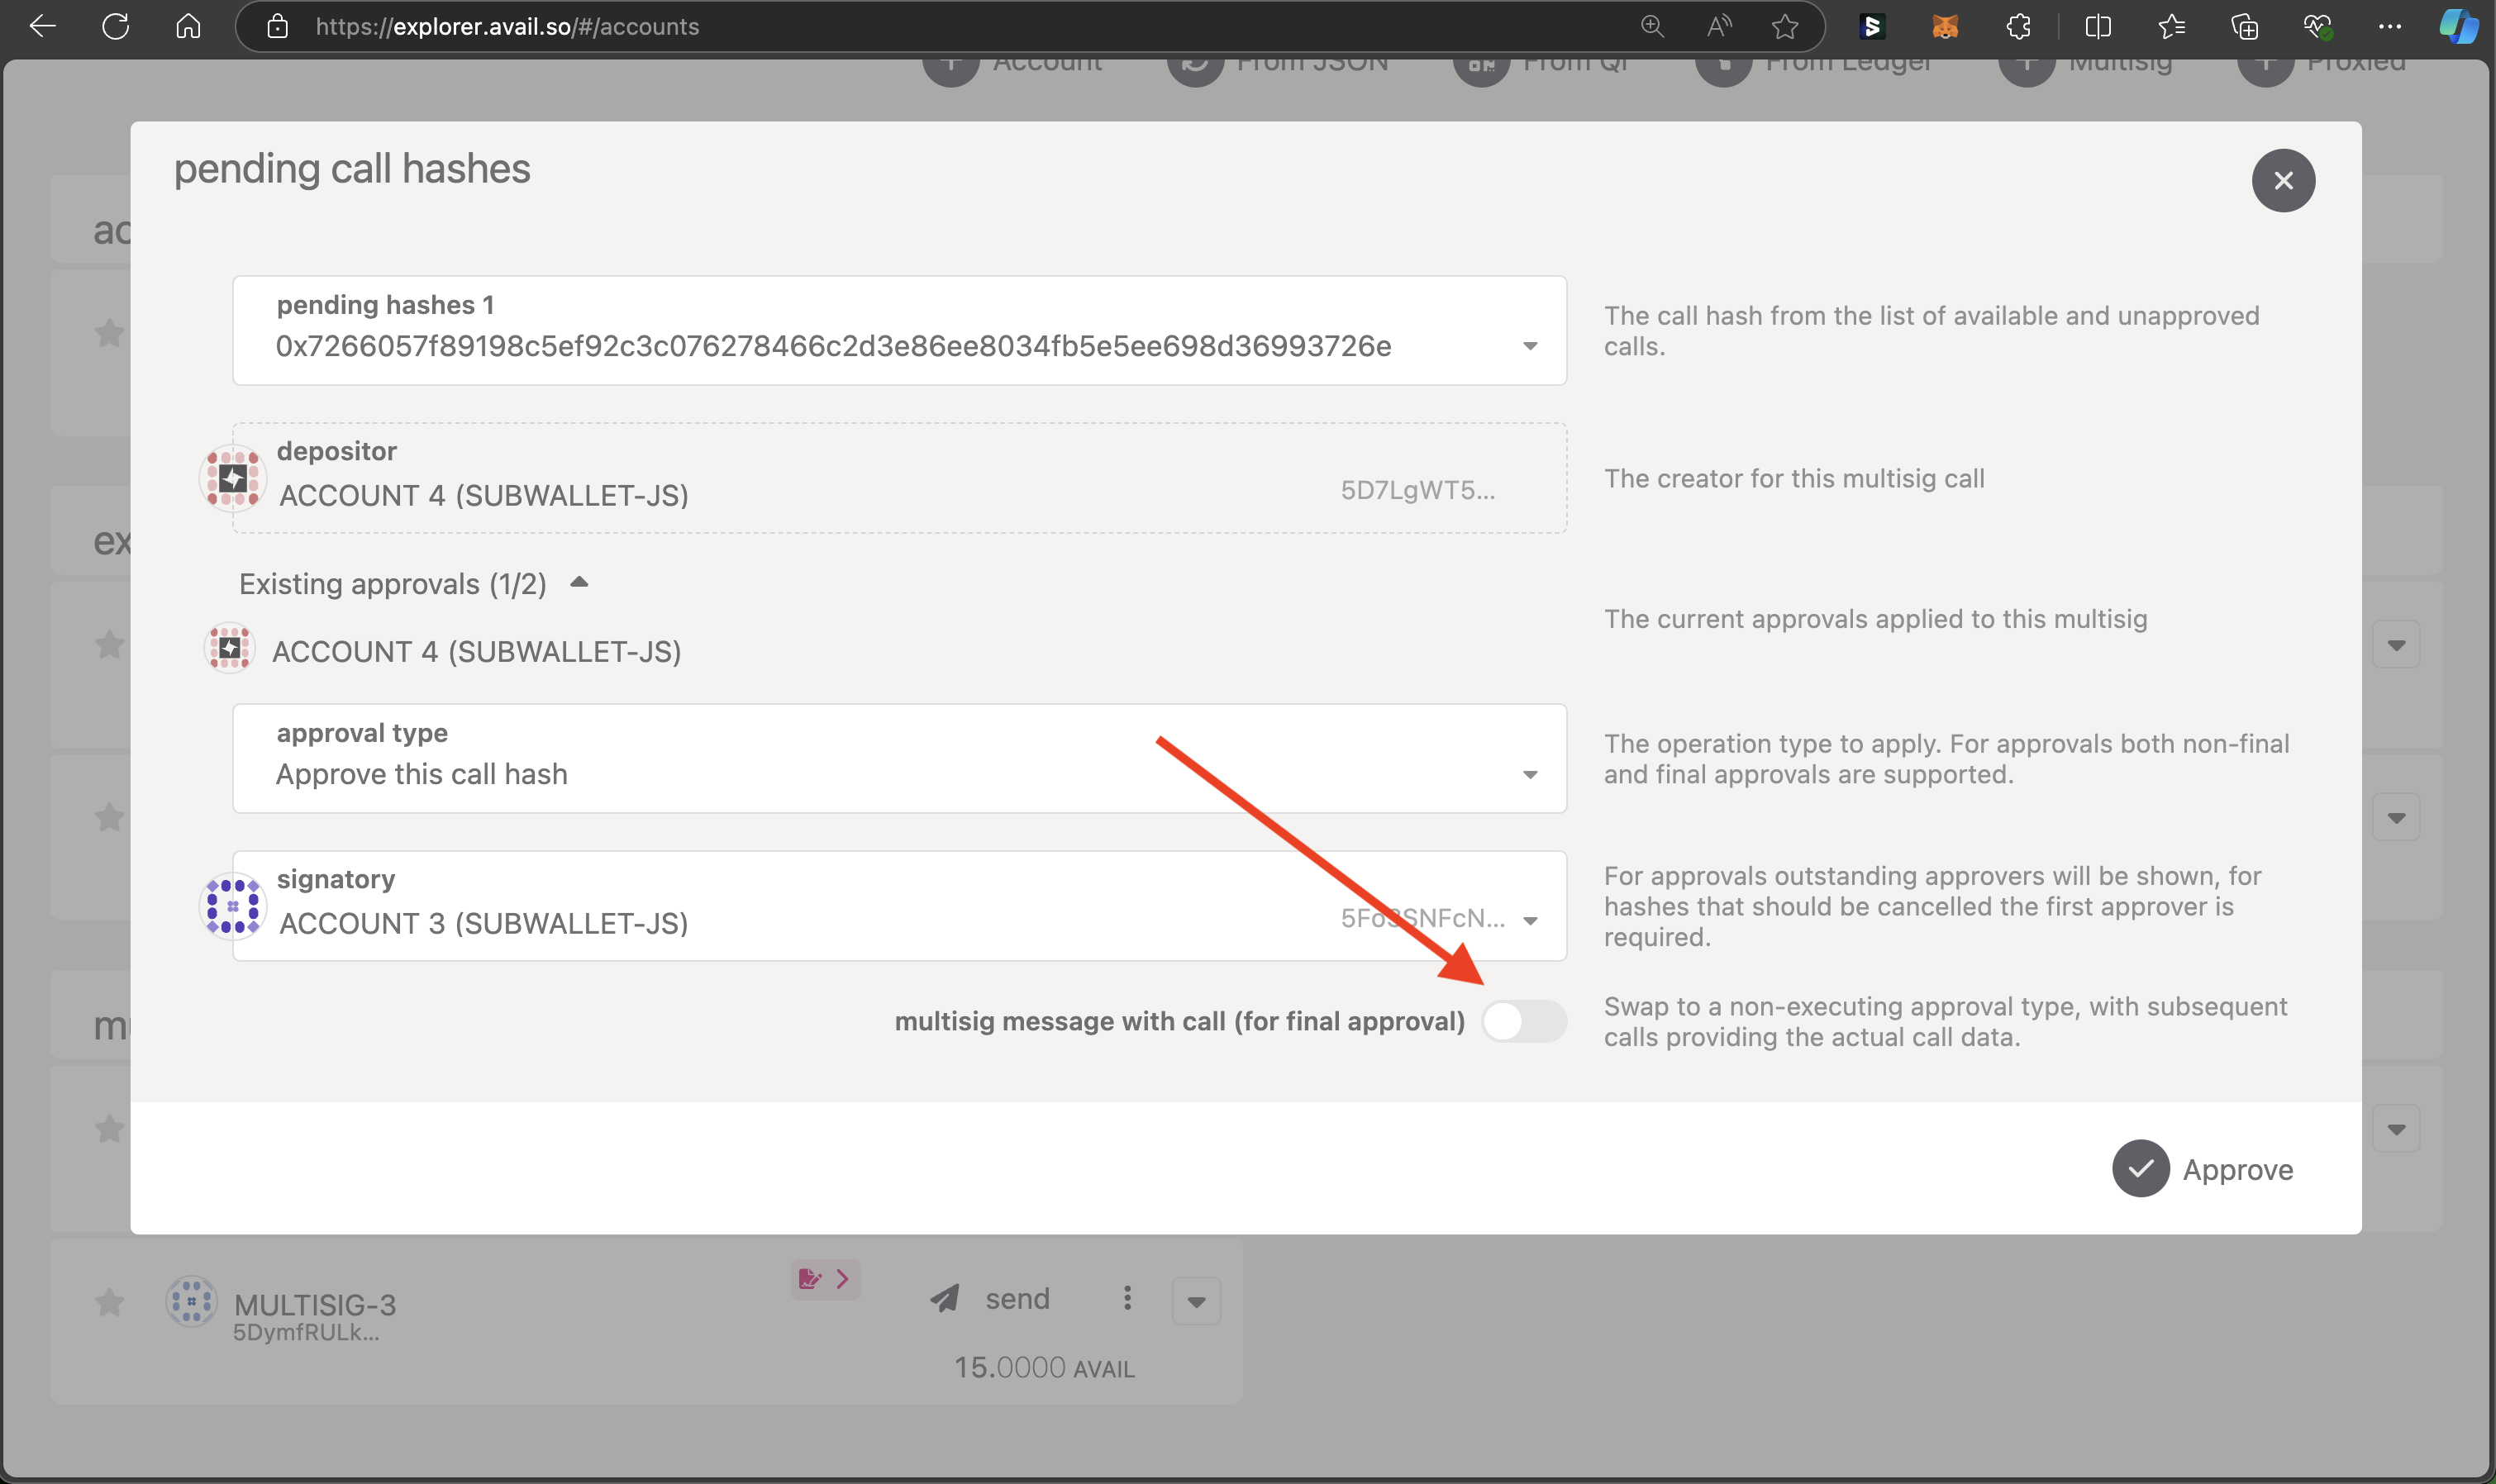 https://explorer.avail.so/#/accounts
Account
From JSON
From Qr
From Ledger
Multisig
Proxied
pending call hashes
ac
pending hashes 1
0x7266057f89198c5ef92c3c076278466c2d3e86ee8034fb5e5ee698d36993726e
The call hash from the list of available and unapproved
calls.
depositor
ACCOUNT 4 (SUBWALLET-JS)
5D7LgWT5...
The creator for this multisig call
ex
Existing approvals (1/2)
The current approvals applied to this multisig
ACCOUNT 4 (SUBWALLET-JS)
approval type
Approve this call hash
The operation type to apply. For approvals both non-final
and final approvals are supported.
signatory
ACCOUNT 3 (SUBWALLET-JS)
5Fo3SNFcN...
For approvals outstanding approvers will be shown, for
hashes that should be cancelled the first approver is
required.
multisig message with call (for final approval)
Swap to a non-executing approval type, with subsequent
calls providing the actual call data.
Approve
MULTISIG-3
5DymfRULk...
send
15.0000 AVAIL